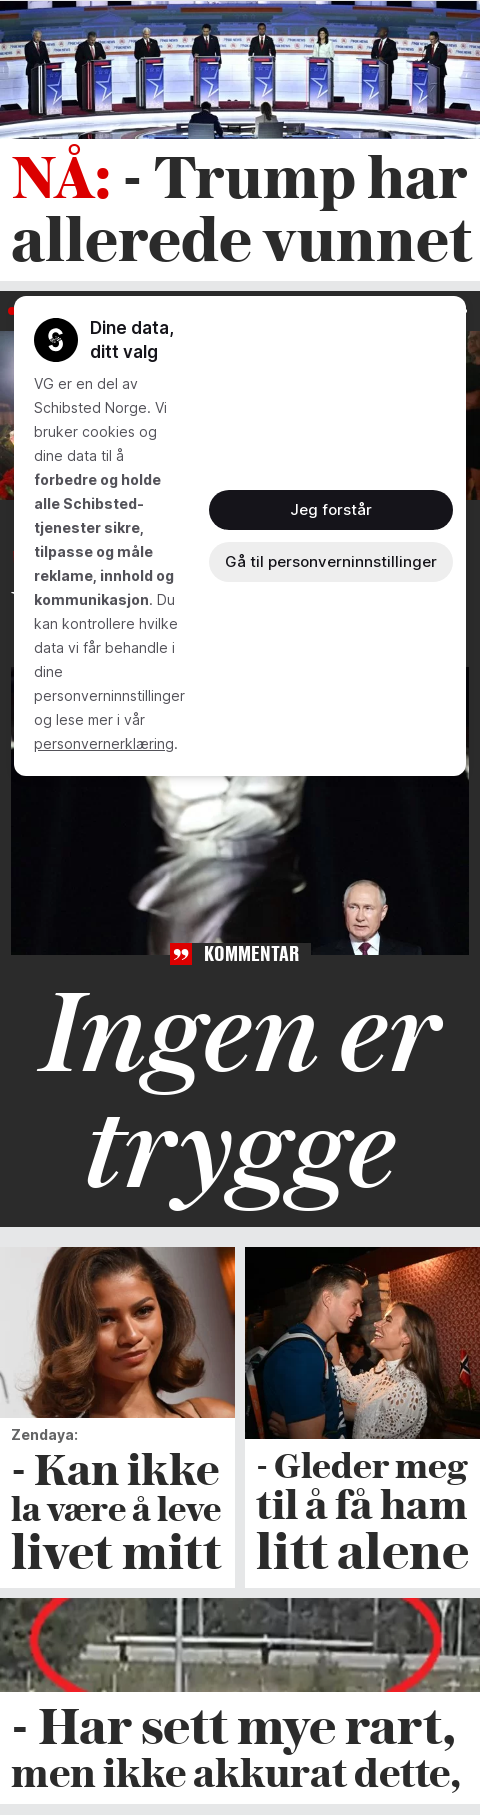 NÅ: - Trump har
allerede vunnet
Dine data,
ditt valg
VG er en del av
Schibsted Norge. Vi
bruker cookies og
dine data til å
forbedre og holde
alle Schibsted-
tjenester sikre,
tilpasse og måle
reklame, innhold og
kommunikasjon. Du
kan kontrollere hvilke
data vi får behandle i
dine
personverninnstillinger
og lese mer i vår
personvernerklæring.
Jeg forstår
Gå til personverninnstillinger
KOMMENTAR
Ingen er
trygge
Zendaya:
- Kan ikke
la være å leve
livet mitt
- Gleder meg
til å få ham
litt alene
- Har sett mye rart,
men ikke akkurat dette,